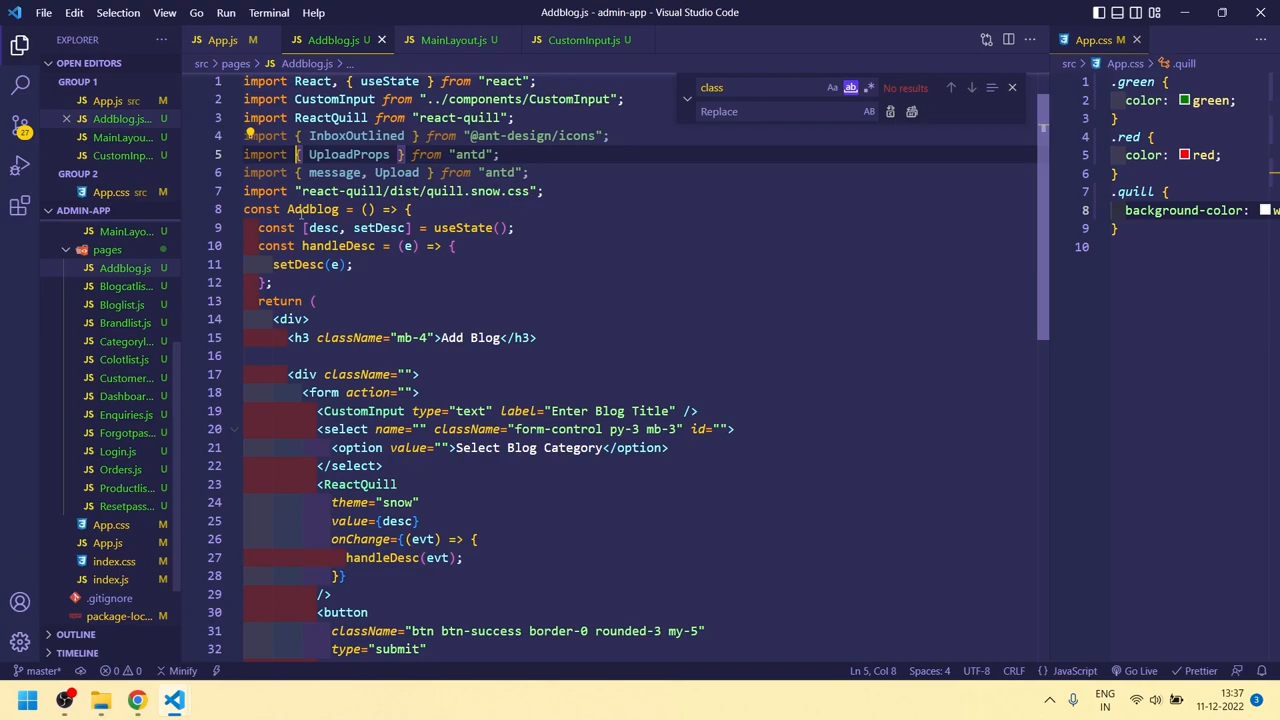 File Edit Selection View Go Run Terminal Help
Addblog.js - admin-app - Visual Studio Code
EXPLORER
OPEN EDITORS
GROUP 1
App.js src
Addblog.js...
MainLayou...
CustomInp...
GROUP 2
App.css src
ADMIN-APP
MainLayo...
pages
Addblog.js
Blogcatlis...
Bloglist.js
Brandlist.js
CategoryI...
Colotlist.js
Customer...
Dashboar...
Enquiries.js
Forgotpas...
Login.js
Orders.js
Productlis...
Resetpass...
App.css M
App.js M
index.css M
index.js M
.gitignore
package-loc... M
OUTLINE
TIMELINE
27
JS App.js M
JS Addblog.js U
JS MainLayout.js U
JS CustomInput.js U
src > pages > JS Addblog.js > ...
class
Aa ab No results
Replace AB
1 import React, { useState } from "react";
2 import CustomInput from "../components/CustomInput";
3 import ReactQuill from "react-quill";
4 import { InboxOutlined } from "@ant-design/icons";
5 import { UploadProps } from "antd";
6 import { message, Upload } from "antd";
7 import "react-quill/dist/quill.snow.css";
8 const Addblog = () => {
9 const [desc, setDesc] = useState();
10 const handleDesc = (e) => {
11 setDesc(e);
12 };
13 return (
14 <div>
15 <h3 className="mb-4">Add Blog</h3>
16
17 <div className="">
18 <form action="">
19 <CustomInput type="text" label="Enter Blog Title" />
20 <select name="" className="form-control py-3 mb-3" id="">
21 <option value="">Select Blog Category</option>
22 </select>
23 <ReactQuill
24 theme="snow"
25 value={desc}
26 onChange={(evt) => {
27 handleDesc(evt);
28 }}
29 />
30 <button
31 className="btn btn-success border-0 rounded-3 my-5"
32 type="submit"
App.css M
src > App.css > .quill
1 .green {
2 color: green;
3 }
4 .red {
5 color: red;
6 }
7 .quill {
8 background-color: w
9 }
10
master* 0 0 Minify
Ln 5, Col 8 Spaces: 4 UTF-8 CRLF { } JavaScript Go Live Prettier
ENG
IN
13:37
11-12-2022
3